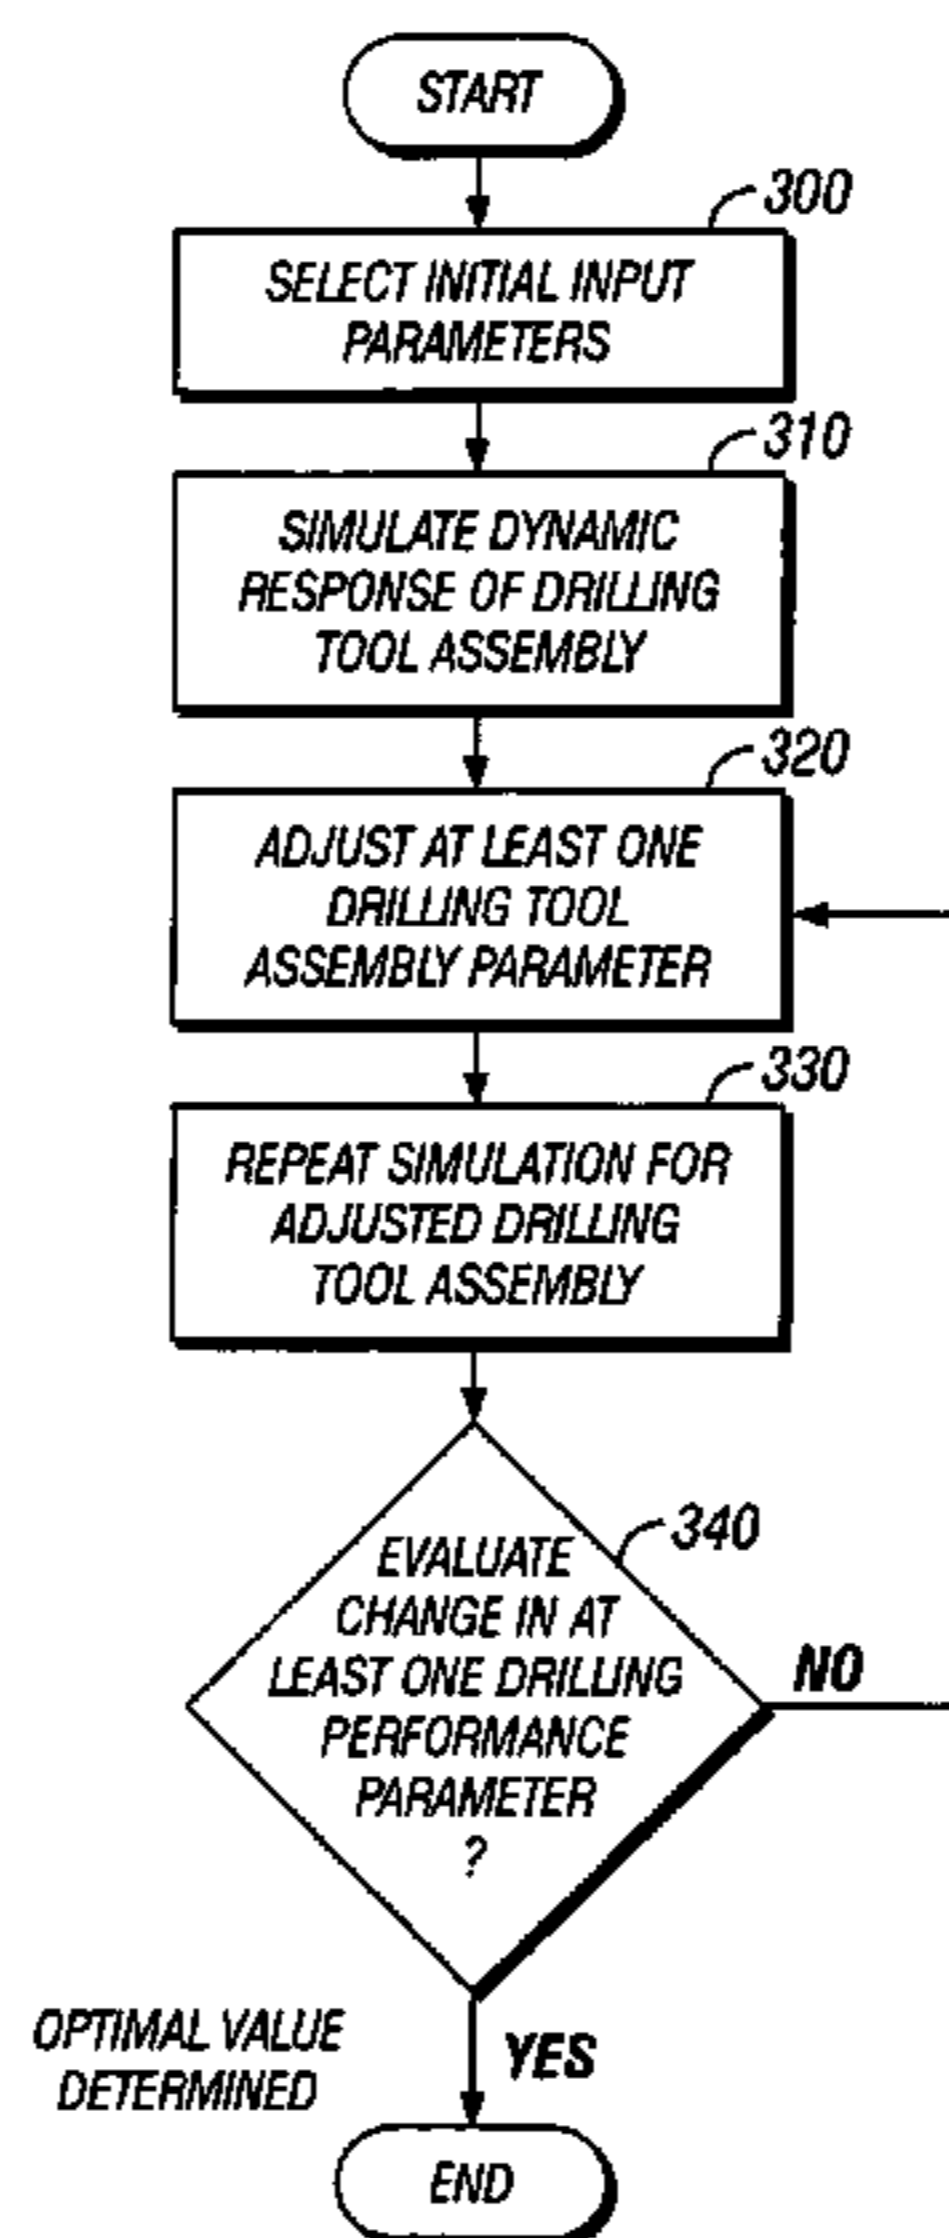 START
300
SELECT INITIAL INPUT
PARAMETERS
310
SIMULATE DYNAMIC
RESPONSE OF DRILLING
TOOL ASSEMBLY
320
ADJUST AT LEAST ONE
DRILLING TOOL
ASSEMBLY PARAMETER
330
REPEAT SIMULATION FOR
ADJUSTED DRILLING
TOOL ASSEMBLY
340
EVALUATE
CHANGE IN AT
LEAST ONE DRILLING
PERFORMANCE
PARAMETER
?
NO
OPTIMAL VALUE
DETERMINED
YES
END